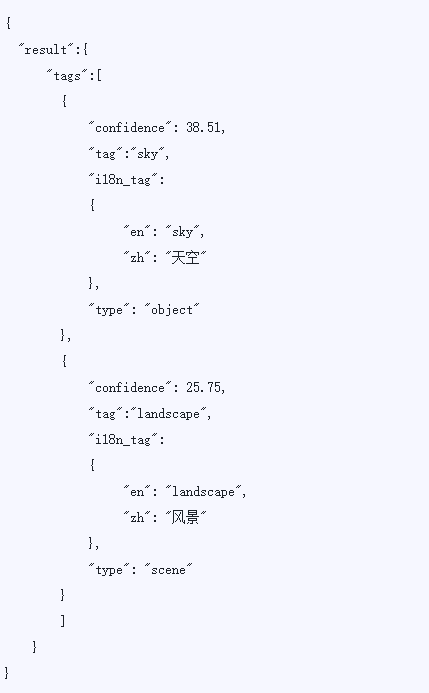 {
  "result":{
      "tags":[
        {
            "confidence": 38.51,
            "tag":"sky",
            "i18n_tag":
            {
                 "en": "sky",
                 "zh": "天空"
            },
            "type": "object"
        },
        {
            "confidence": 25.75,
            "tag":"landscape",
            "i18n_tag":
            {
                 "en": "landscape",
                 "zh": "风景"
            },
            "type": "scene"
        }
        ]
    }
}